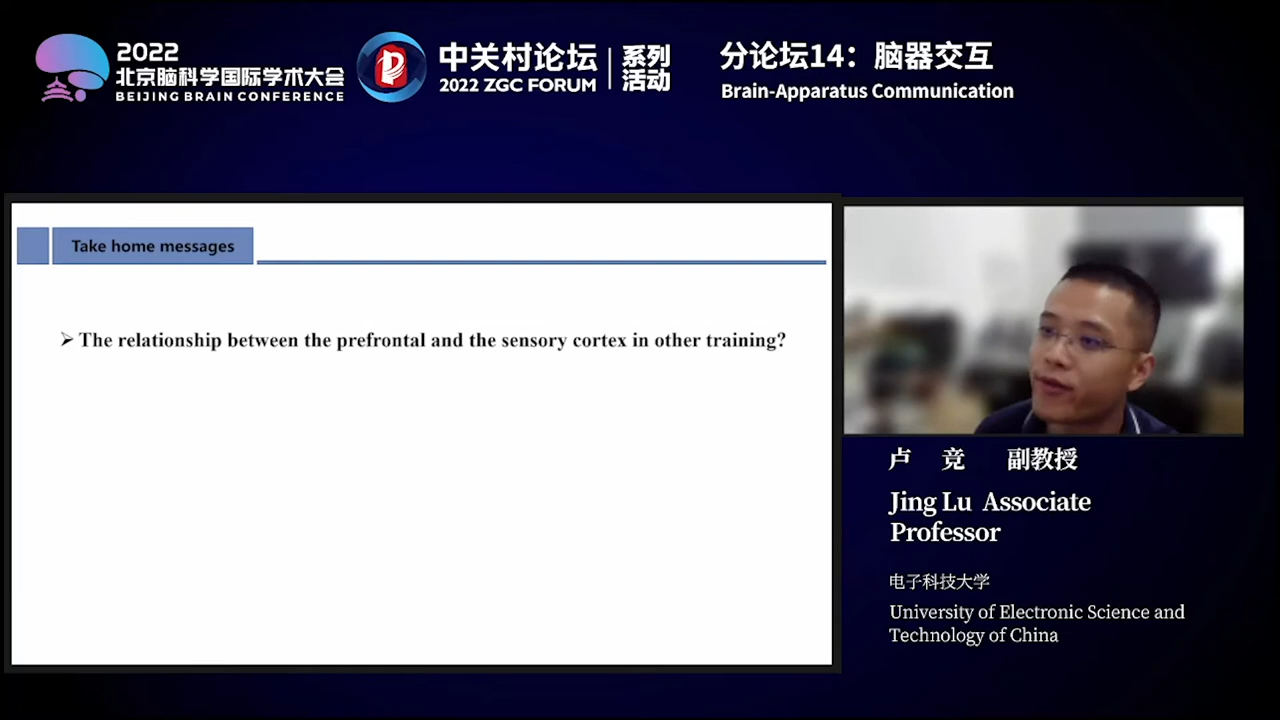 2022
北京脑科学国际学术大会
BEIJING BRAIN CONFERENCE
中关村论坛
2022 ZGC FORUM
系列
活动
分论坛14：脑器交互
Brain-Apparatus Communication
Take home messages
➢ The relationship between the prefrontal and the sensory cortex in other training?
卢 竞 副教授
Jing Lu Associate
Professor
电子科技大学
University of Electronic Science and
Technology of China